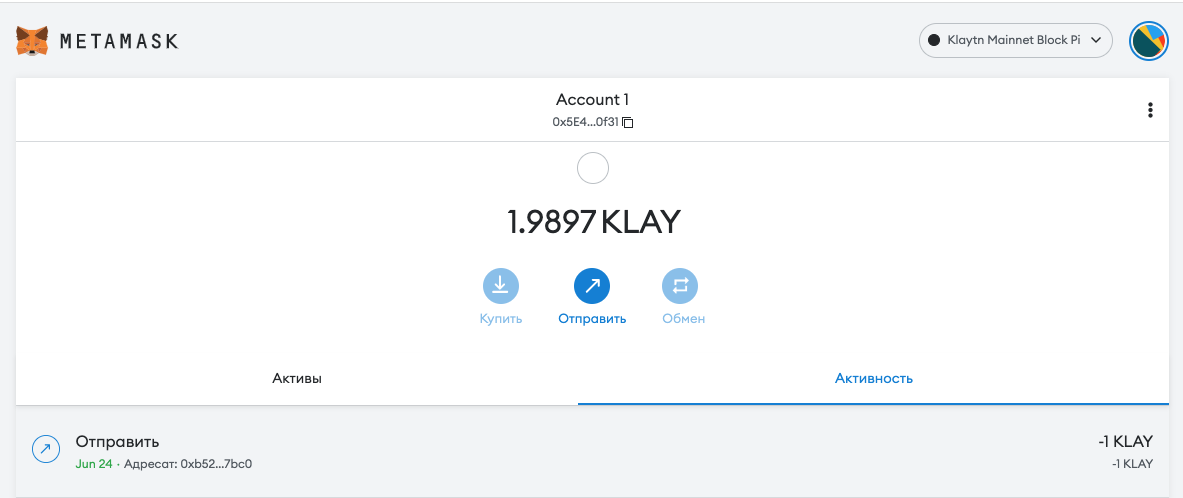 METAMASK
Klaytn Mainnet Block Pi
Account 1
0x5E4...0f31
1.9897 KLAY
Купить
Отправить
Обмен
Активы
Активность
Отправить
-1 KLAY
Jun 24 · Адресат: 0xb52...7bc0
-1 KLAY